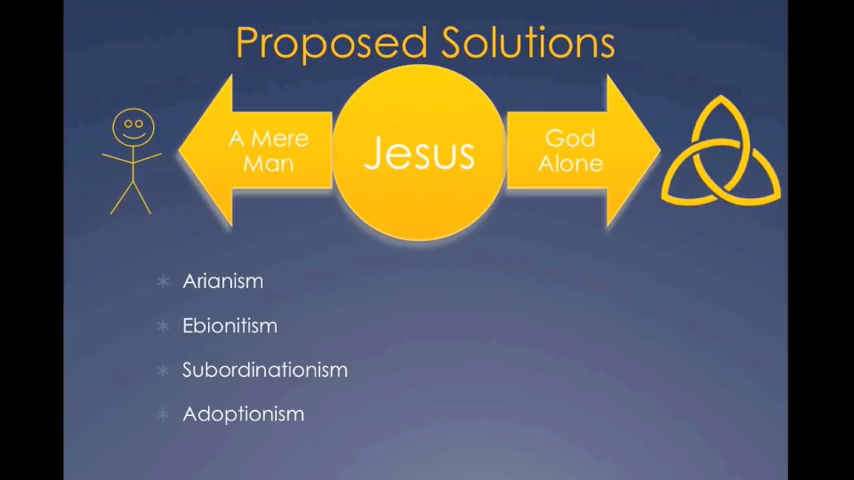 Proposed Solutions
A Mere
Man
Jesus
God
Alone
Arianism
Ebionitism
Subordinationism
Adoptionism